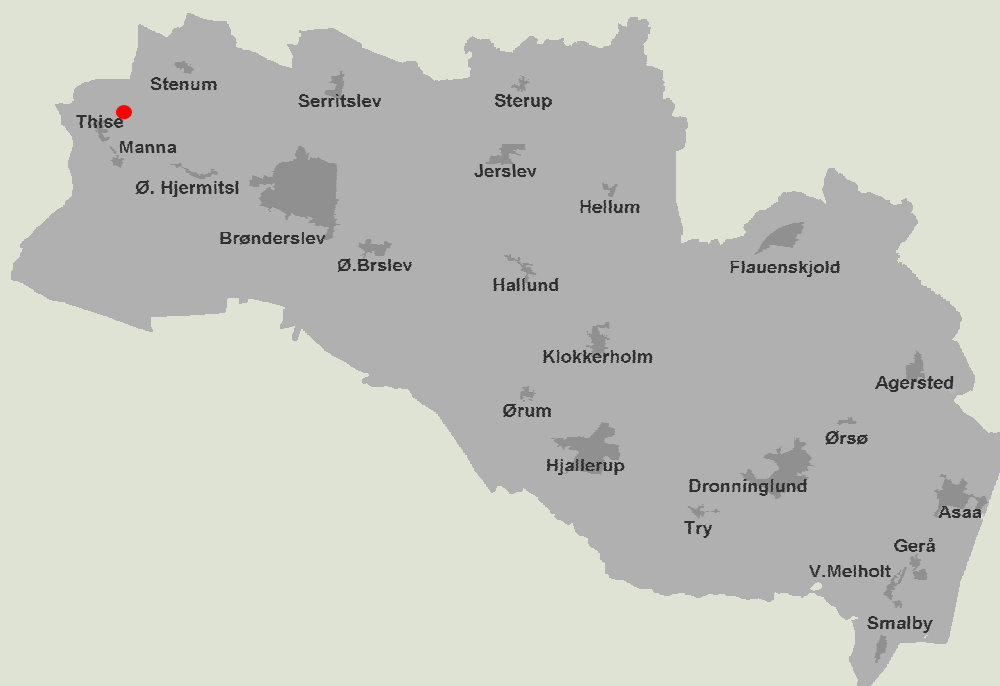 Stenum
Serritslev
Sterup
Thise
Manna
Jerslev
Ø. Hjermitsl
Hellum
Brønderslev
Ø.Brslev
Flauenskjold
Hallund
Klokkerholm
Agersted
Ørum
Ørsø
Hjallerup
Dronninglund
Asaa
Try
Gerå
V.Melholt
Smalby